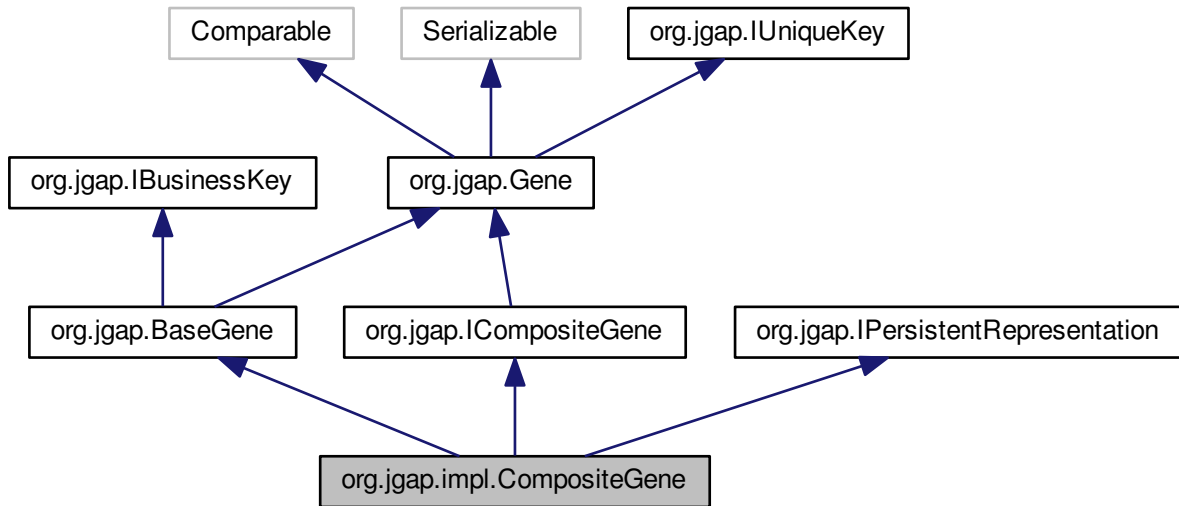 Comparable
Serializable
org.jgap.IUniqueKey
org.jgap.IBusinessKey
org.jgap.Gene
org.jgap.BaseGene
org.jgap.ICompositeGene
org.jgap.IPersistentRepresentation
org.jgap.impl.CompositeGene